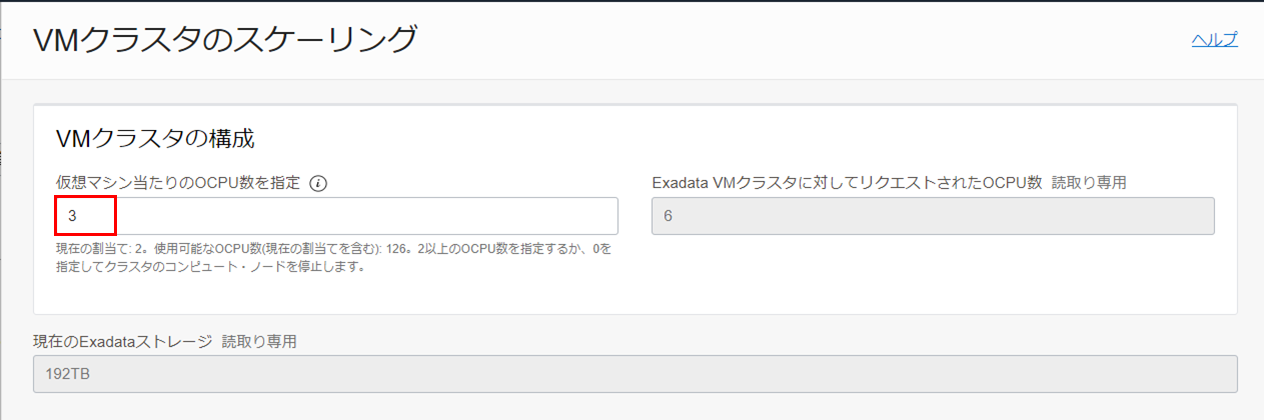 VMクラスタのスケーリング
ヘルプ
VMクラスタの構成
仮想マシン当たりのOCPU数を指定
3
現在の割当て: 2。使用可能なOCPU数(現在の割当てを含む): 126。2以上のOCPU数を指定するか、0を
指定してクラスタのコンピュート・ノードを停止します。
Exadata VMクラスタに対してリクエストされたOCPU数 読取り専用
6
現在のExadataストレージ 読取り専用
192TB